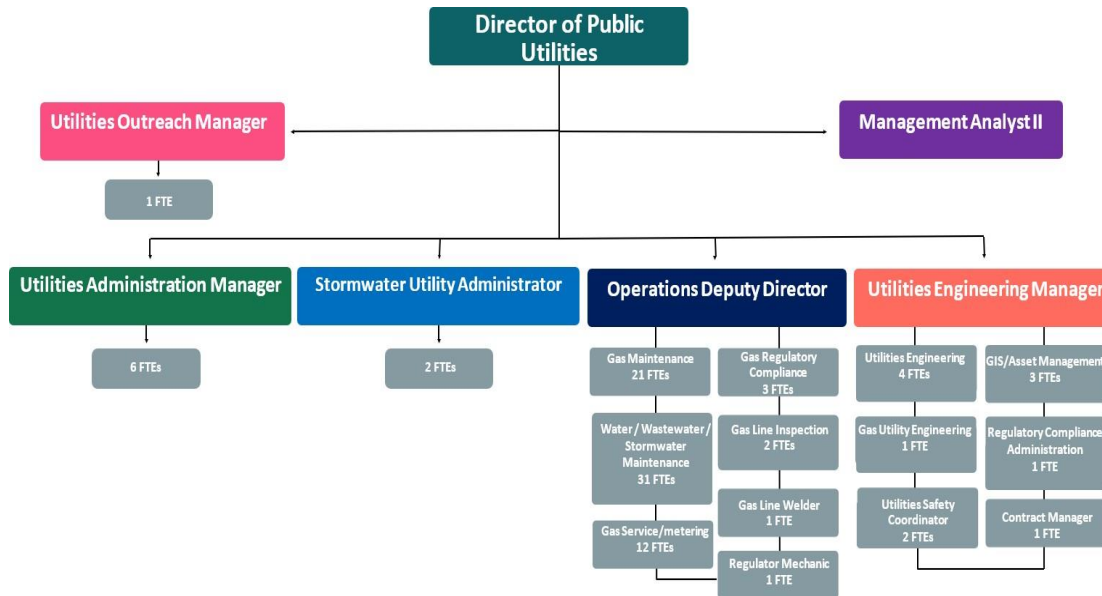 Director of Public
Utilities
Utilities Outreach Manager
Management Analyst II
1 FTE
Utilities Administration Manager
Stormwater Utility Administrator
Operations Deputy Director
Utilities Engineering Manager
6 FTEs
2 FTEs
Gas Maintenance
21 FTEs
Water / Wastewater /
Stormwater
Maintenance
31 FTEs
Gas Service/metering
12 FTEs
Gas Regulatory
Compliance
3 FTEs
Gas Line Inspection
2 FTEs
Gas Line Welder
1 FTE
Regulator Mechanic
1 FTE
Utilities Engineering
4 FTEs
Gas Utility Engineering
1 FTE
Utilities Safety
Coordinator
2 FTEs
GIS/Asset Management
3 FTEs
Regulatory Compliance
Administration
1 FTE
Contract Manager
1 FTE